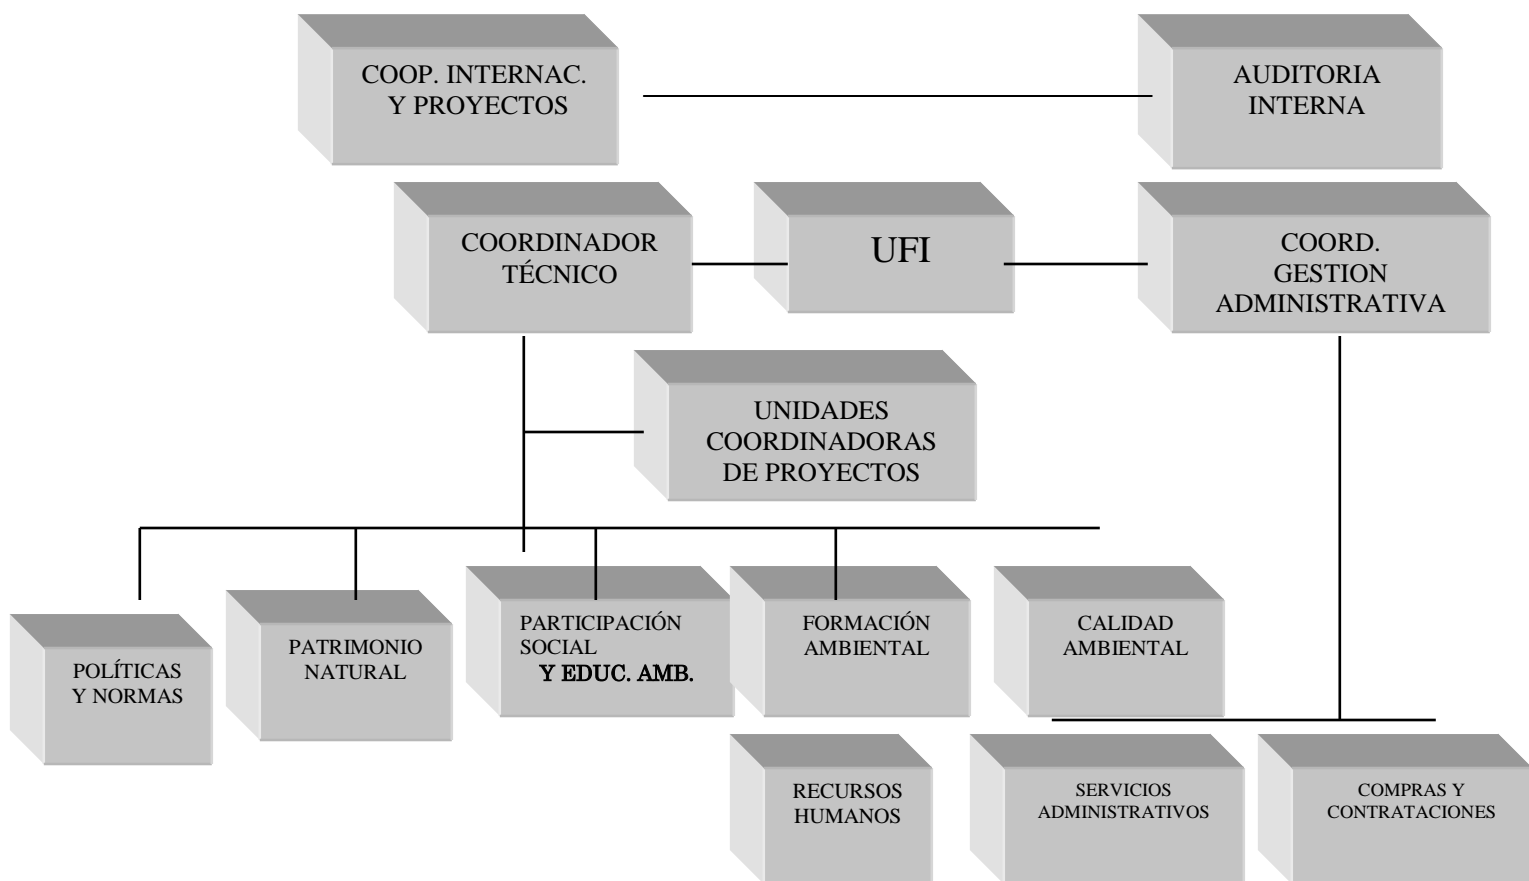 COOP. INTERNAC.
Y PROYECTOS
AUDITORIA
INTERNA
COORDINADOR
TÉCNICO
UFI
COORD.
GESTION
ADMINISTRATIVA
UNIDADES
COORDINADORAS
DE PROYECTOS
POLÍTICAS
Y NORMAS
PATRIMONIO
NATURAL
PARTICIPACIÓN
SOCIAL
Y EDUC. AMB.
FORMACIÓN
AMBIENTAL
CALIDAD
AMBIENTAL
RECURSOS
HUMANOS
SERVICIOS
ADMINISTRATIVOS
COMPRAS Y
CONTRATACIONES